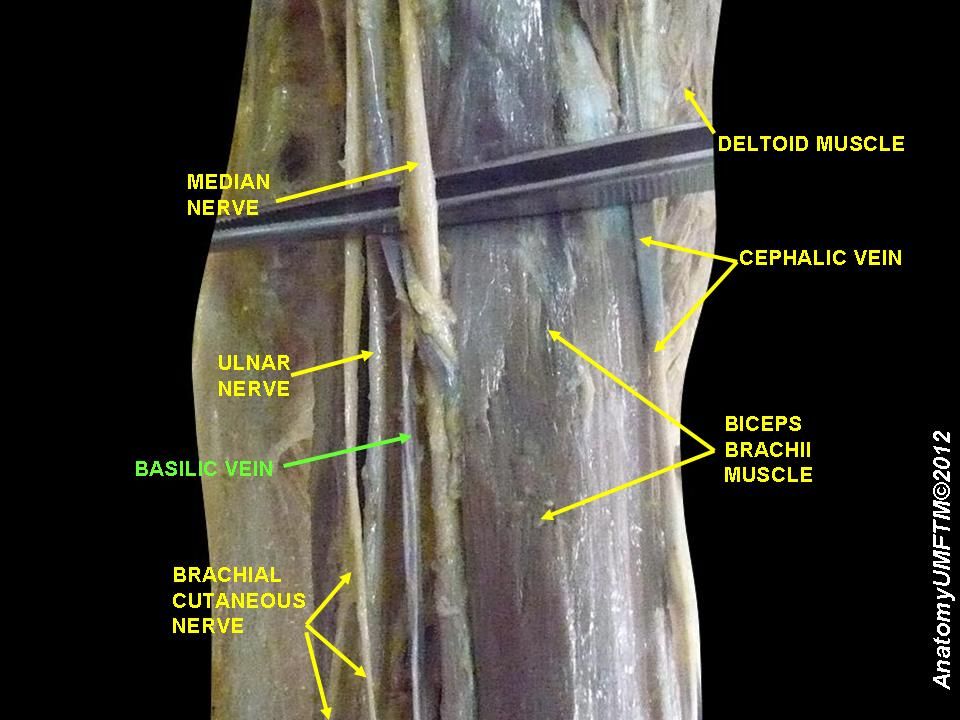 DELTOID MUSCLE
MEDIAN
NERVE
CEPHALIC VEIN
ULNAR
NERVE
BICEPS
BRACHII
MUSCLE
BASILIC VEIN
BRACHIAL
CUTANEOUS
NERVE
AnatomyUMFTM©2012